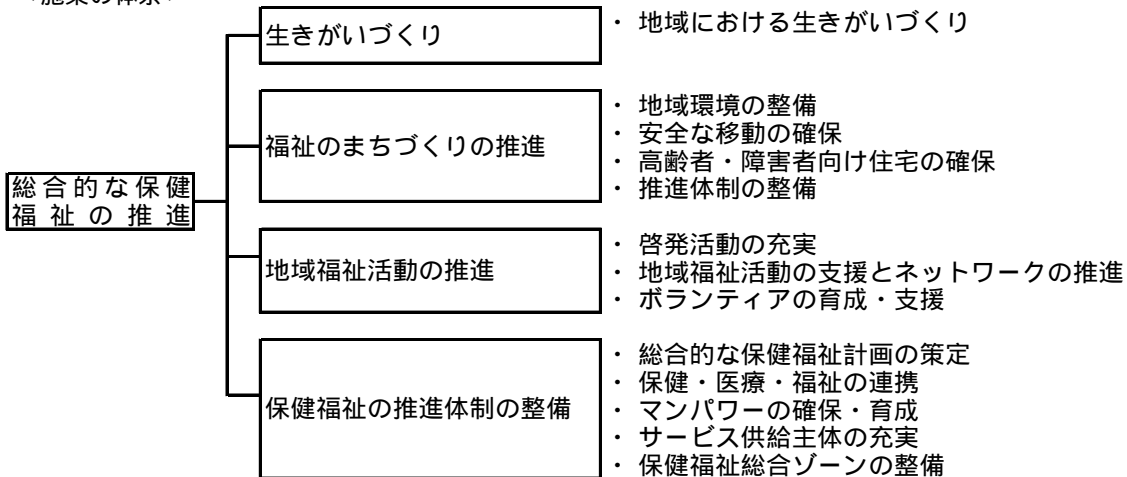 総合的な保健
福祉の推進
生きがいづくり
・ 地域における生きがいづくり
福祉のまちづくりの推進
・ 地域環境の整備
・ 安全な移動の確保
・ 高齢者・障害者向け住宅の確保
・ 推進体制の整備
地域福祉活動の推進
・ 啓発活動の充実
・ 地域福祉活動の支援とネットワークの推進
・ ボランティアの育成・支援
保健福祉の推進体制の整備
・ 総合的な保健福祉計画の策定
・ 保健・医療・福祉の連携
・ マンパワーの確保・育成
・ サービス供給主体の充実
・ 保健福祉総合ゾーンの整備